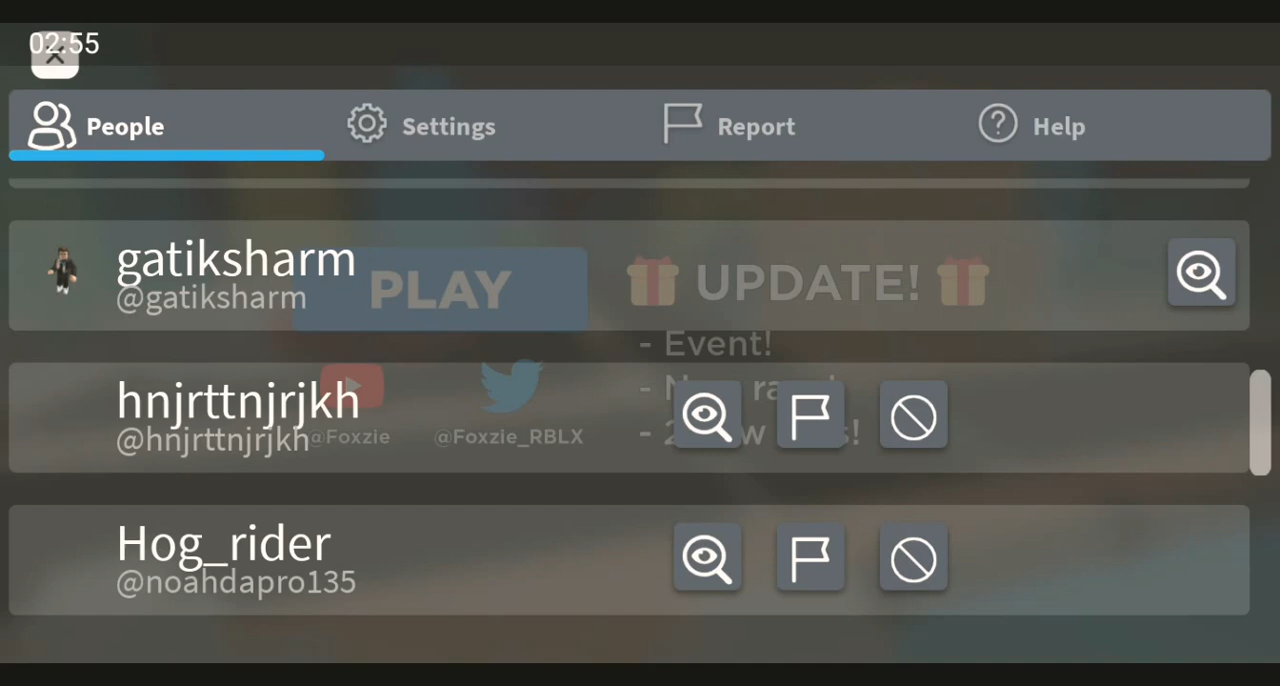 02:55
People Settings Report Help
gatiksharm
@gatiksharm
PLAY
UPDATE!
- Event!
hnjrttnjrjkh
@hnjrttnjrjkh
@Foxzie
@Foxzie_RBLX
Hog_rider
@noahdapro135